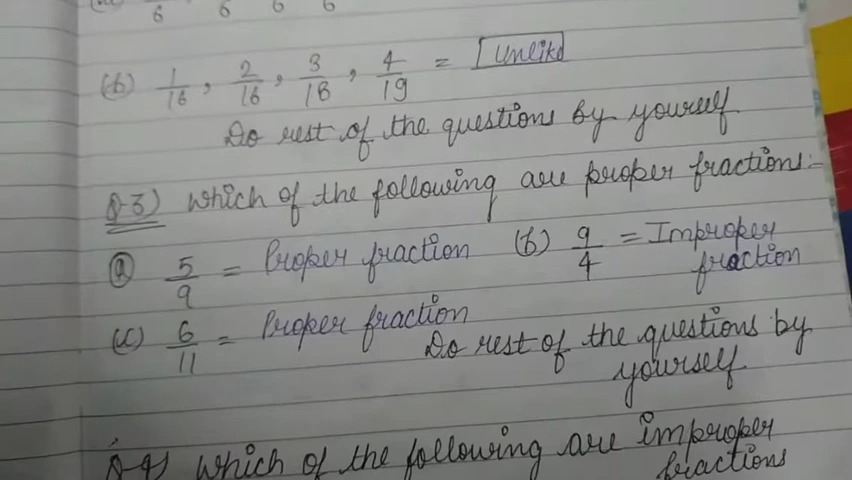 6 6 6 6
(b) 1/16, 2/16, 3/18, 4/19 = Unlike
Do rest of the questions by yourself
Q-3) Which of the following are proper fractions:-
(a) 5/9 = Proper fraction (b) 9/4 = Improper fraction
(c) 6/11 = Proper fraction
Do rest of the questions by yourself
Q-4) Which of the following are improper fractions